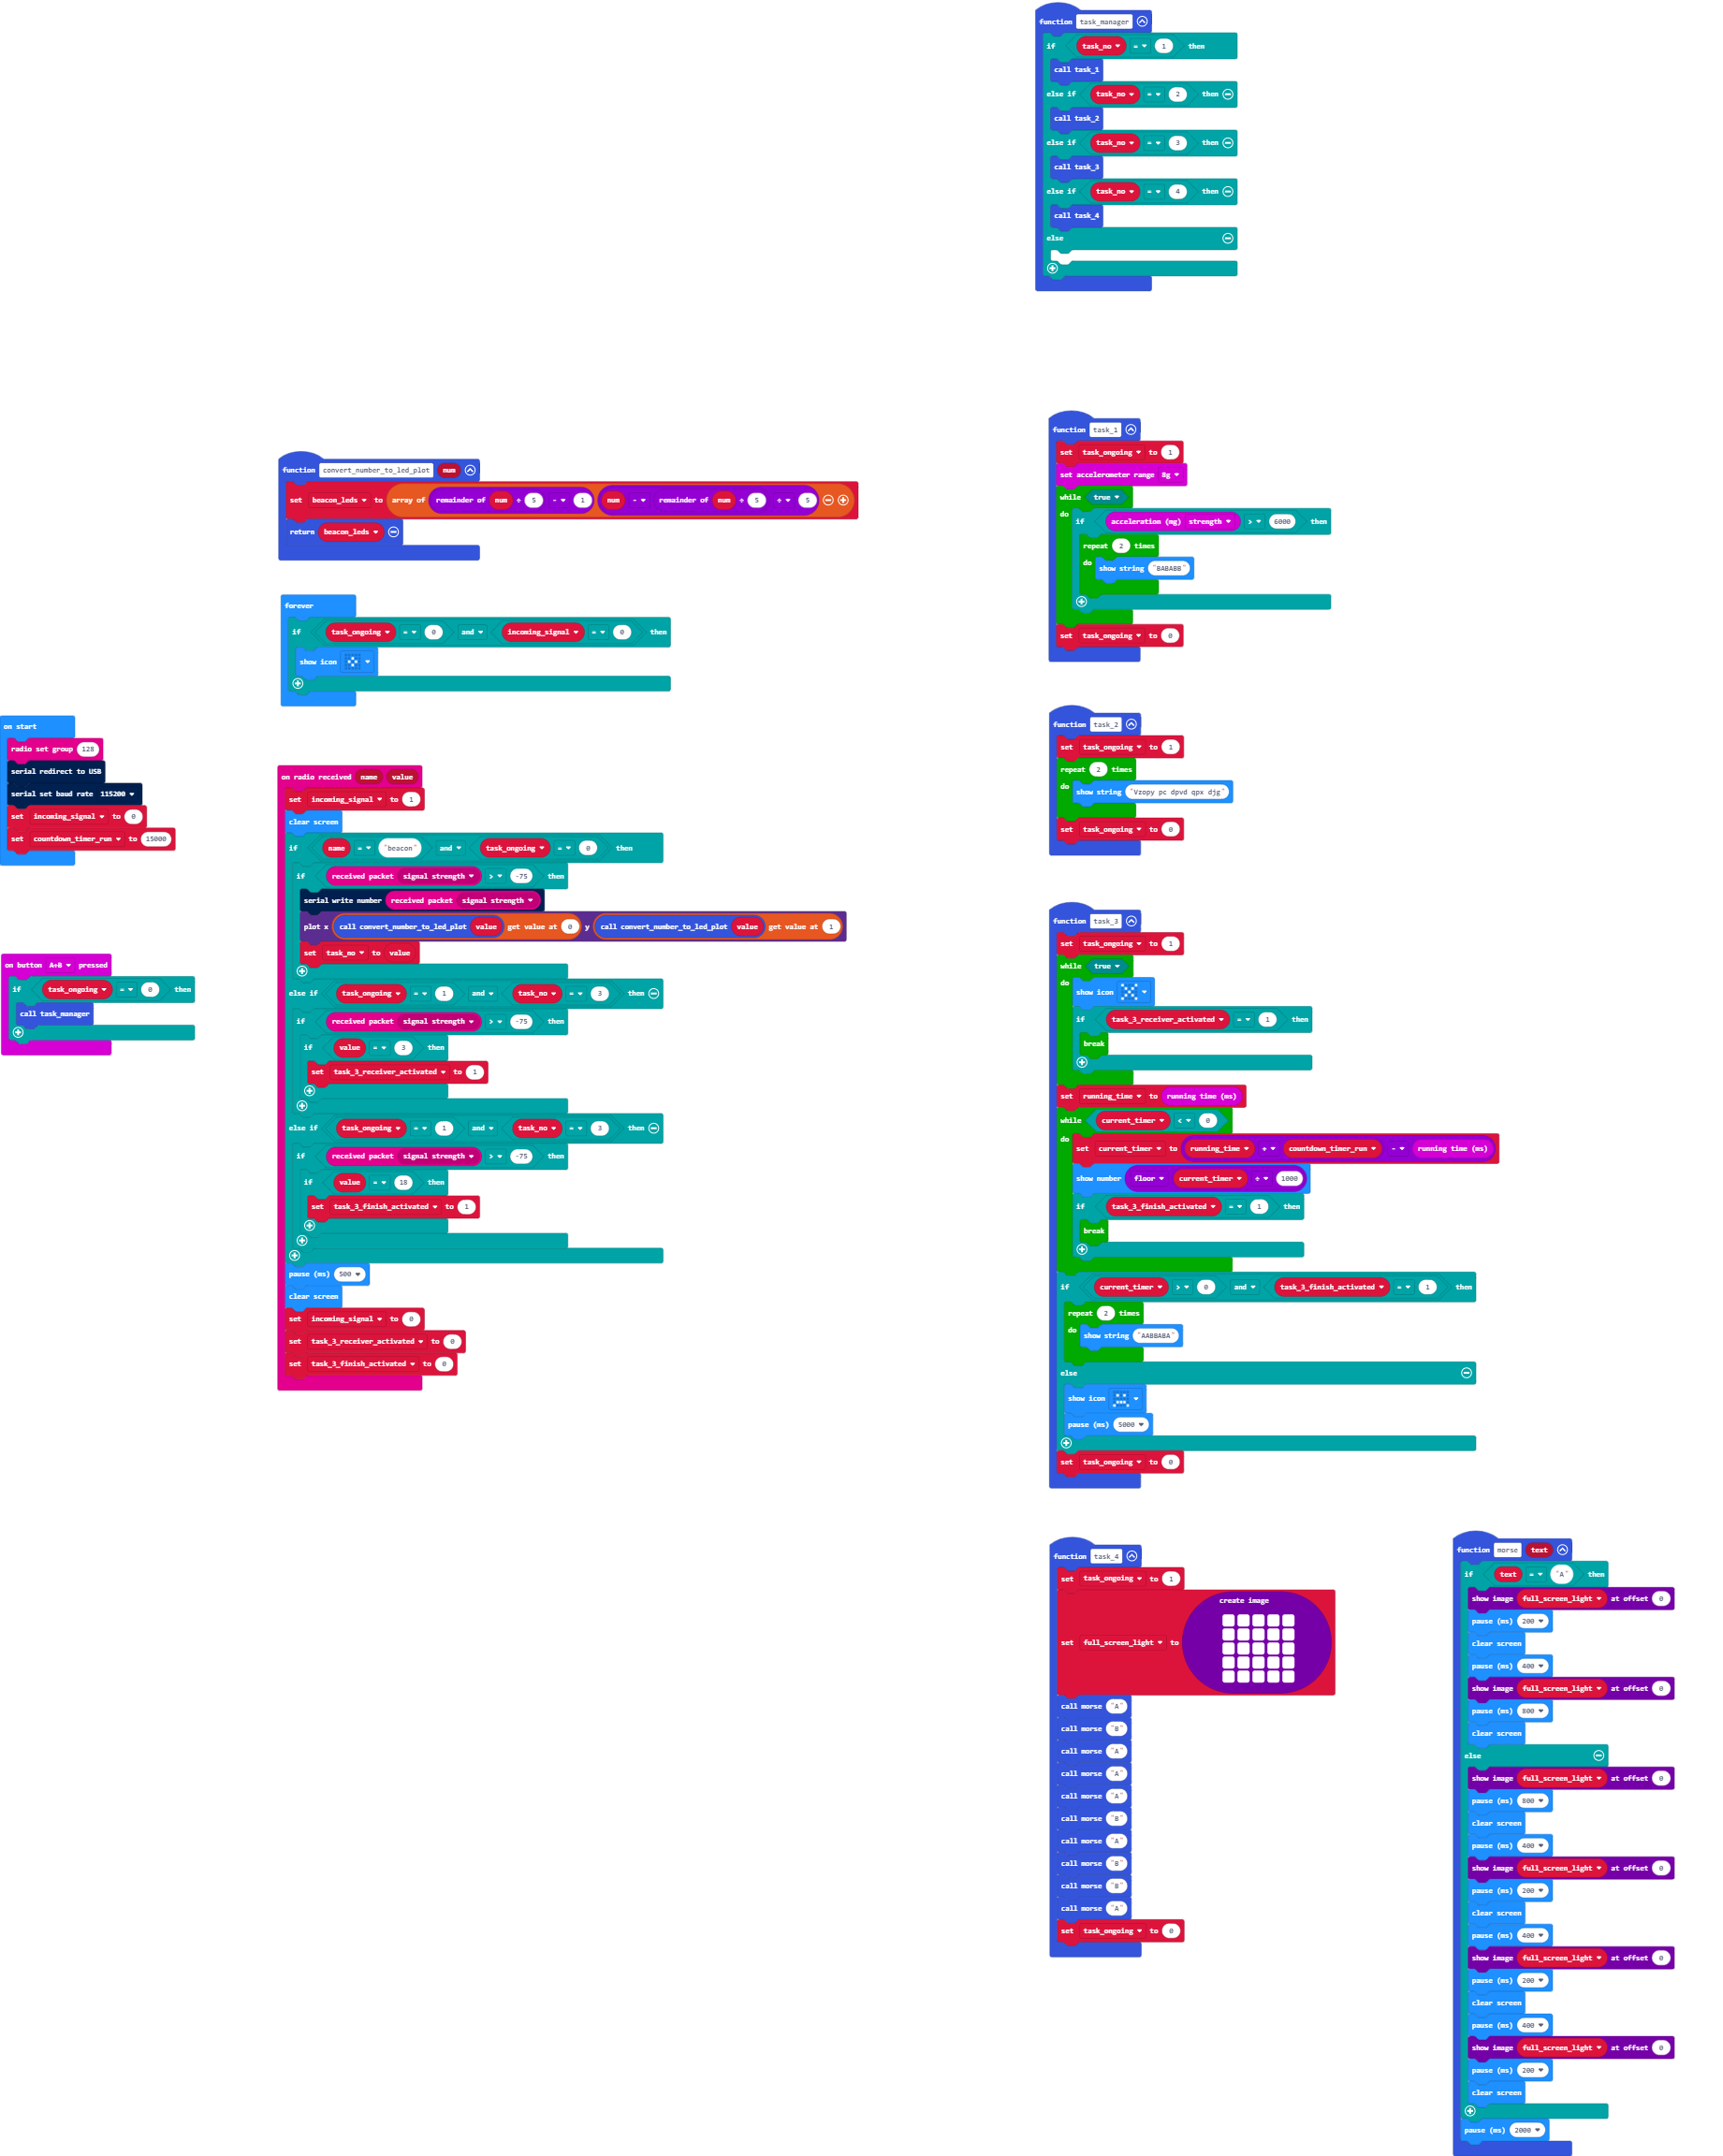 function task_manager
if task_no = 1 then
call task_1
else if task_no = 2 then
call task_2
else if task_no = 3 then
call task_3
else if task_no = 4 then
call task_4
else
function convert_number_to_led_plot num
set beacon_leds to array of remainder of num ÷ 5 - 1 num - remainder of num ÷ 5 ÷ 5
return beacon_leds
forever
if task_ongoing = 0 and incoming_signal = 0 then
show icon
on start
radio set group 128
serial redirect to USB
serial set baud rate 115200
set incoming_signal to 0
set countdown_timer_run to 15000
on button A+B pressed
if task_ongoing = 0 then
call task_manager
on radio received name value
set incoming_signal to 1
clear screen
if name = "beacon" and task_ongoing = 0 then
if received packet signal strength > -75 then
serial write number received packet signal strength
plot x call convert_number_to_led_plot value get value at 0 y call convert_number_to_led_plot value get value at 1
set task_no to value
else if task_ongoing = 1 and task_no = 3 then
if received packet signal strength > -75 then
if value = 3 then
set task_3_receiver_activated to 1
else if task_ongoing = 1 and task_no = 3 then
if received packet signal strength > -75 then
if value = 18 then
set task_3_finish_activated to 1
pause (ms) 500
clear screen
set incoming_signal to 0
set task_3_receiver_activated to 0
set task_3_finish_activated to 0
function task_1
set task_ongoing to 1
set accelerometer range 8g
while true
do
if acceleration (mg) strength > 6000 then
repeat 2 times
do show string "BABABB"
set task_ongoing to 0
function task_2
set task_ongoing to 1
repeat 2 times
do show string "Vzopy pc dpvd qpx djg"
set task_ongoing to 0
function task_3
set task_ongoing to 1
while true
do
show icon
if task_3_receiver_activated = 1 then
break
set running_time to running time (ms)
while current_timer < 0
do
set current_timer to running_time + countdown_timer_run - running time (ms)
show number floor current_timer ÷ 1000
if task_3_finish_activated = 1 then
break
if current_timer > 0 and task_3_finish_activated = 1 then
repeat 2 times
do show string "AABBABA"
else
show icon
pause (ms) 5000
set task_ongoing to 0
function task_4
set task_ongoing to 1
create image
set full_screen_light to
call morse "A"
call morse "B"
call morse "A"
call morse "A"
call morse "A"
call morse "B"
call morse "A"
call morse "B"
call morse "B"
call morse "A"
set task_ongoing to 0
function morse text
if text = "A" then
show image full_screen_light at offset 0
pause (ms) 200
clear screen
pause (ms) 400
show image full_screen_light at offset 0
pause (ms) 800
clear screen
else
show image full_screen_light at offset 0
pause (ms) 800
clear screen
pause (ms) 400
show image full_screen_light at offset 0
pause (ms) 200
clear screen
pause (ms) 400
show image full_screen_light at offset 0
pause (ms) 200
clear screen
pause (ms) 400
show image full_screen_light at offset 0
pause (ms) 200
clear screen
pause (ms) 2000